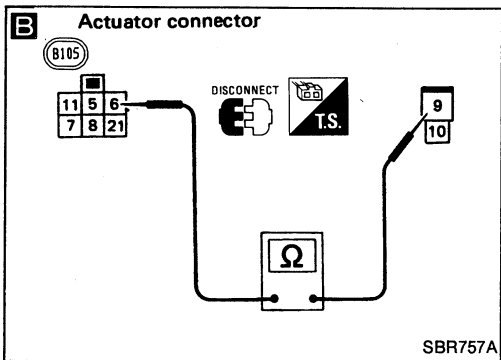 B Actuator connector
B105
DISCONNECT
T.S.
11 5 6
7 8 21
9
10
Ω
SBR757A